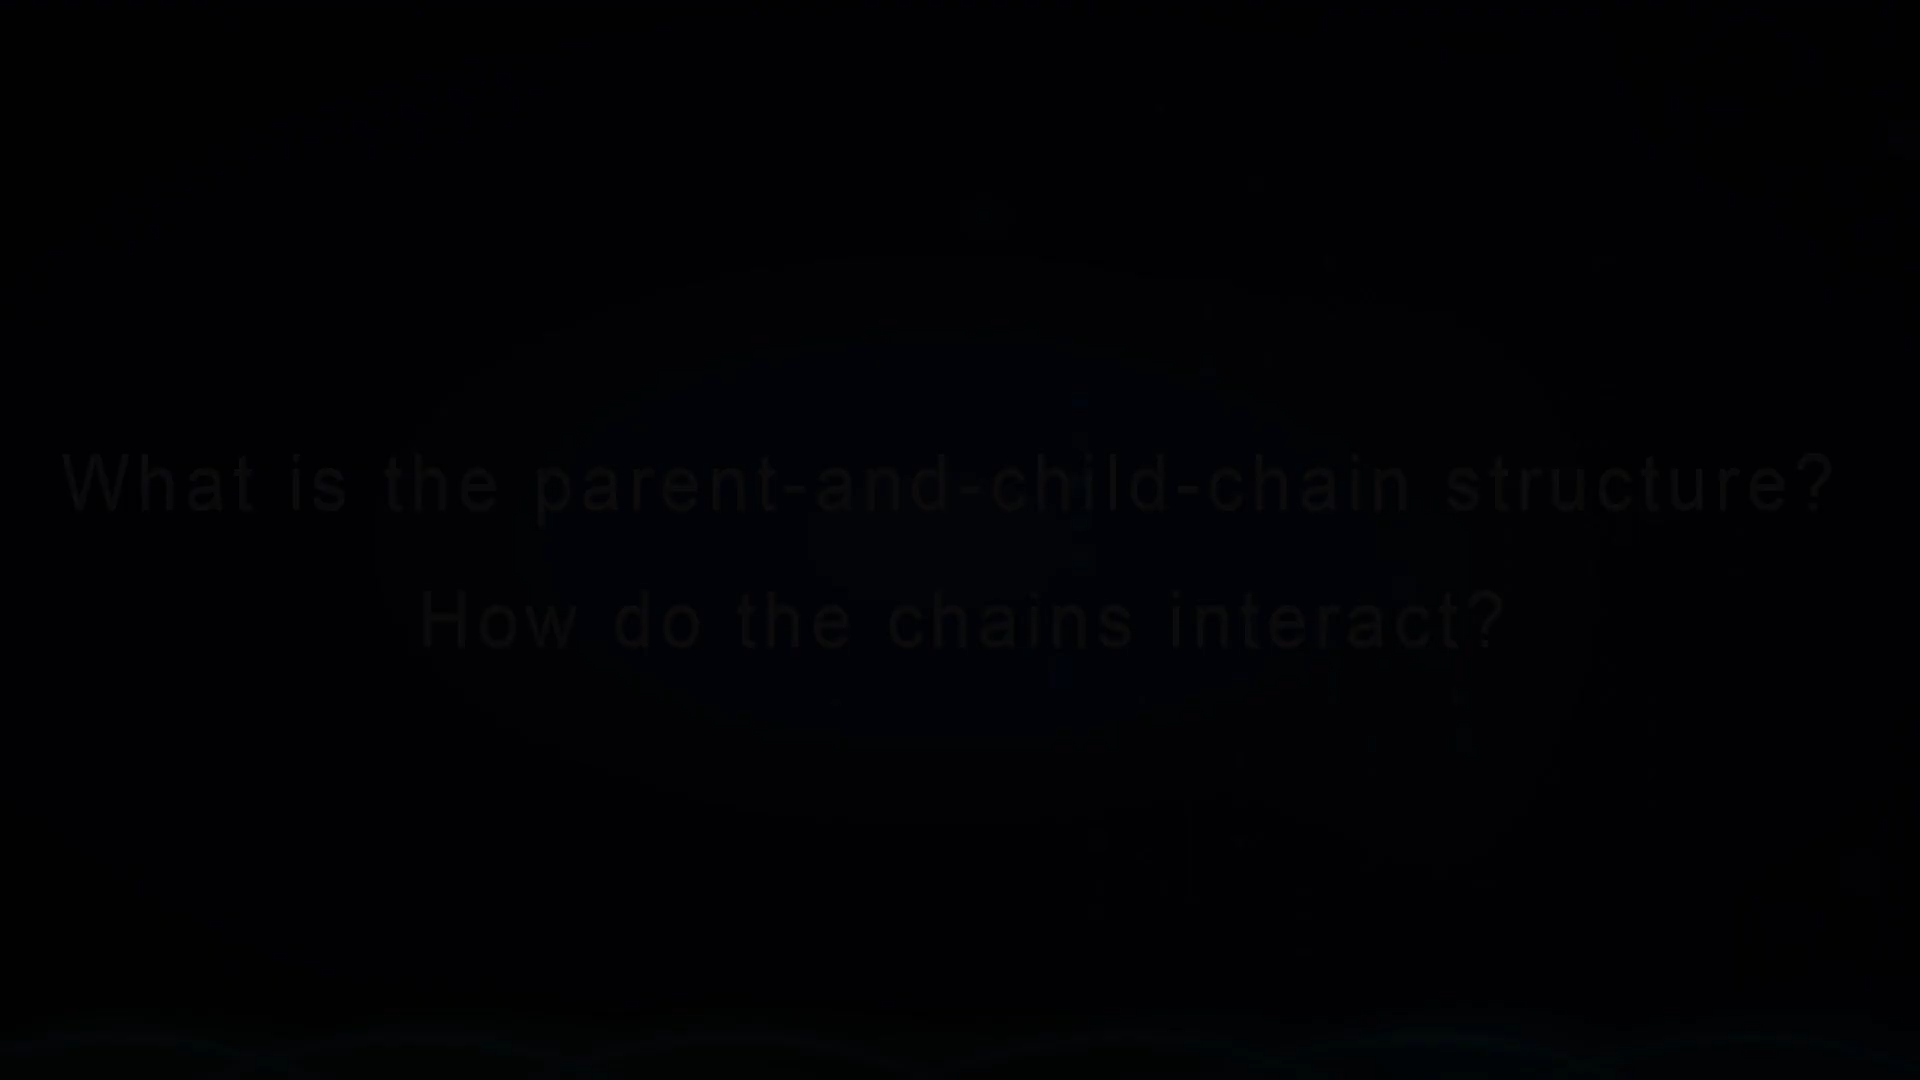 What is the parent-and-child-chain structure?
How do the chains interact?